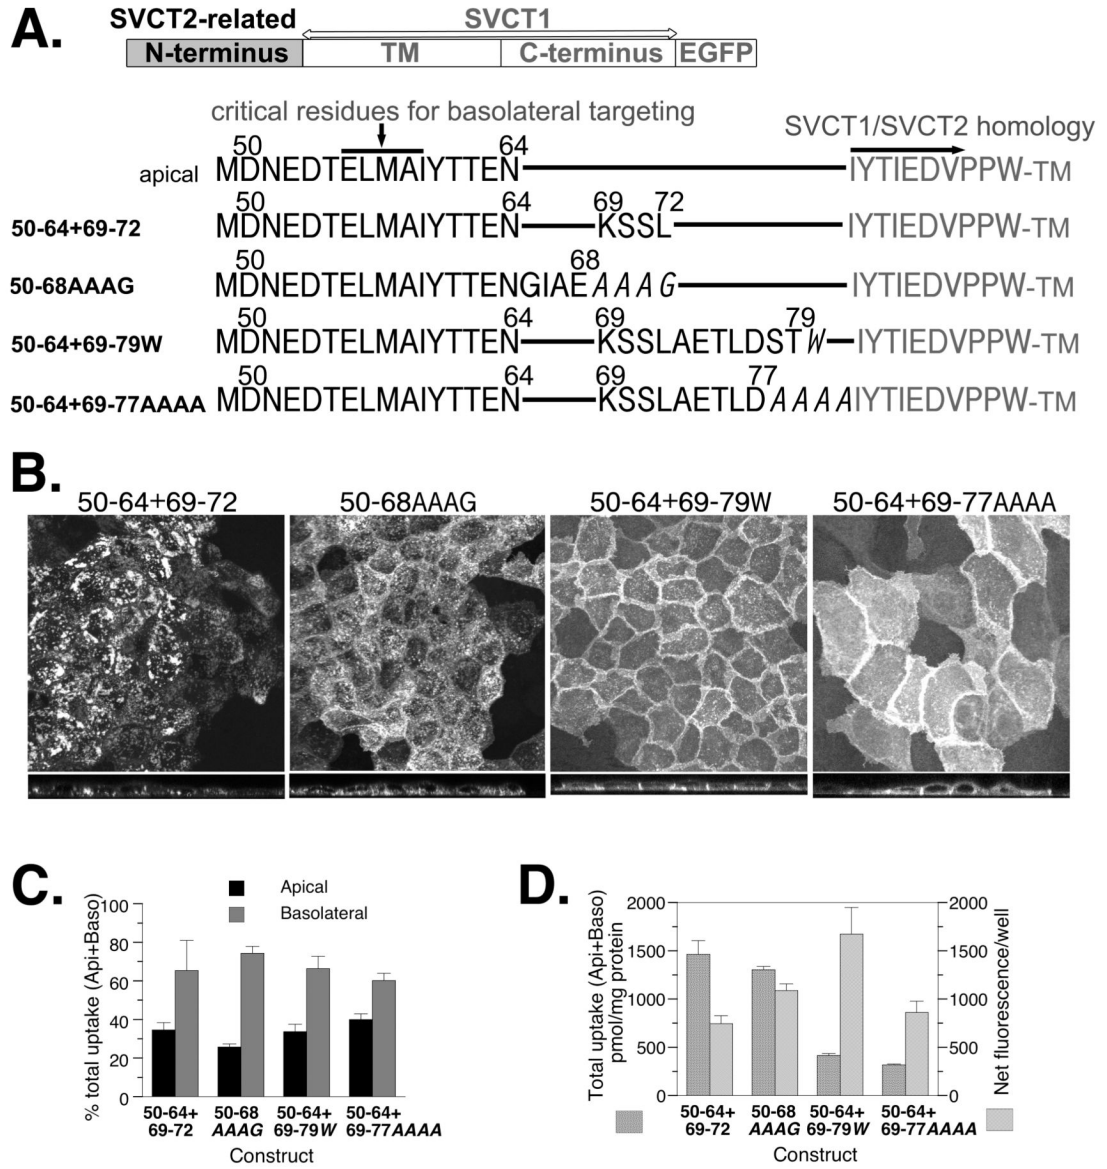 A.
SVCT2-related SVCT1
N-terminus TM C-terminus EGFP
critical residues for basolateral targeting
SVCT1/SVCT2 homology
50 64
apical MDNEDTELMAIYTTEN IYTIEDVPPW-TM
50 64 69 72
50-64+69-72 MDNEDTELMAIYTTEN KSSL IYTIEDVPPW-TM
50 68
50-68AAAG MDNEDTELMAIYTTENGIAEAAAG IYTIEDVPPW-TM
50 64 69 79
50-64+69-79W MDNEDTELMAIYTTEN KSSLAETLDSTW IYTIEDVPPW-TM
50 64 69 77
50-64+69-77AAAA MDNEDTELMAIYTTEN KSSLAETLDAAAAIYTIEDVPPW-TM
B.
50-64+69-72 50-68AAAG 50-64+69-79W 50-64+69-77AAAA
C.
Apical
Basolateral
% total uptake (Api+Baso)
100
80
60
40
20
0
50-64+ 50-68 50-64+ 50-64+
69-72 AAAG 69-79W 69-77AAAA
Construct
D.
Total uptake (Api+Baso)
pmol/mg protein
2000 2000
1500 1500
1000 1000
500 500
0 0
Net fluorescence/well
50-64+ 50-68 50-64+ 50-64+
69-72 AAAG 69-79W 69-77AAAA
Construct